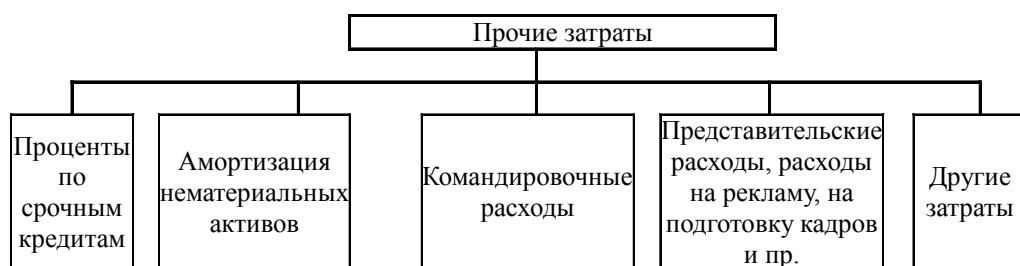 Прочие затраты
Проценты
по
срочным
кредитам
Амортизация
нематериальных
активов
Командировочные
расходы
Представительские
расходы, расходы
на рекламу, на
подготовку кадров
и пр.
Другие
затраты